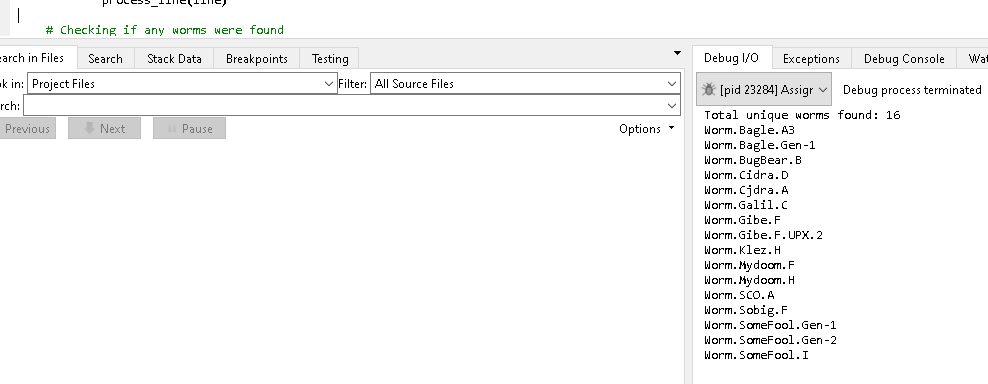 process_line(line)
# Checking if any worms were found
earch in Files Search Stack Data Breakpoints Testing
ok in: Project Files Filter: All Source Files
rch:
Previous Next Pause
Options
Debug I/O Exceptions Debug Console Wat
[pid 23284] Assigr Debug process terminated
Total unique worms found: 16
Worm.Bagle.A3
Worm.Bagle.Gen-1
Worm.BugBear.B
Worm.Cidra.D
Worm.Cjdra.A
Worm.Galil.C
Worm.Gibe.F
Worm.Gibe.F.UPX.2
Worm.Klez.H
Worm.Mydoom.F
Worm.Mydoom.H
Worm.SCO.A
Worm.Sobig.F
Worm.SomeFool.Gen-1
Worm.SomeFool.Gen-2
Worm.SomeFool.I